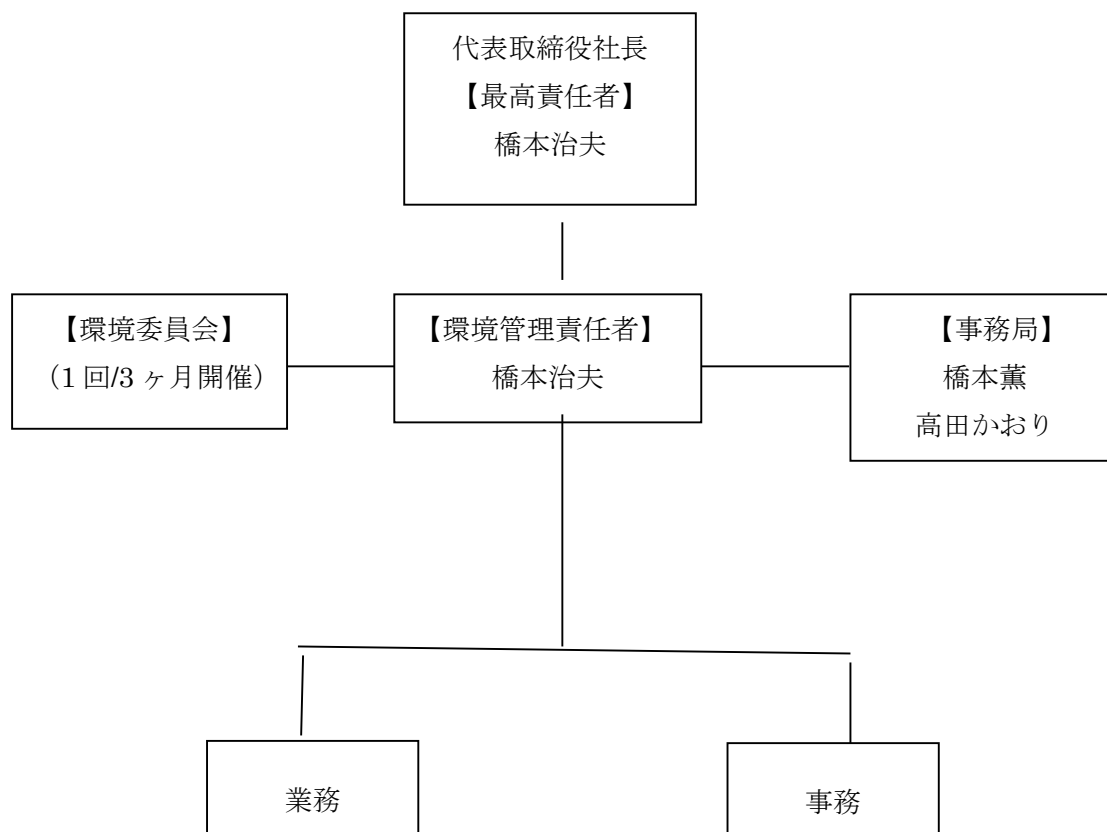 代表取締役社長
【最高責任者】
橋本治夫
【環境委員会】
（1 回/3 ヶ月開催）
【環境管理責任者】
橋本治夫
【事務局】
橋本薫
高田かおり
業務
事務